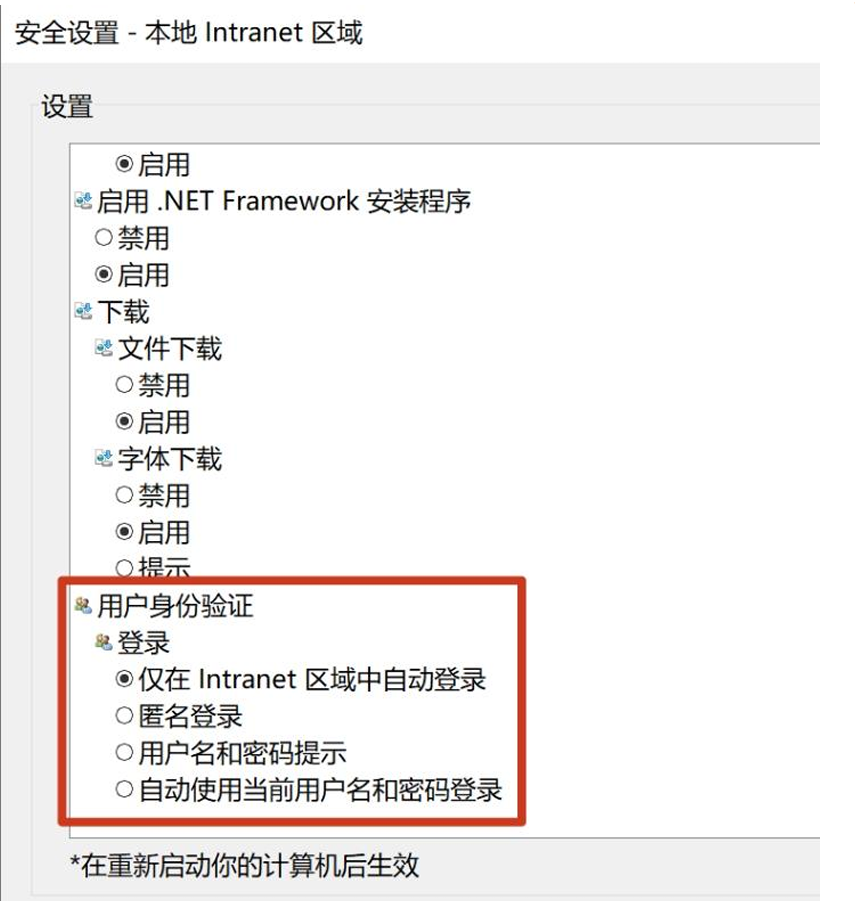 安全设置 - 本地 Intranet 区域
设置
启用
启用 .NET Framework 安装程序
禁用
启用
下载
文件下载
禁用
启用
字体下载
禁用
启用
提示
用户身份验证
登录
仅在 Intranet 区域中自动登录
匿名登录
用户名和密码提示
自动使用当前用户名和密码登录
*在重新启动你的计算机后生效